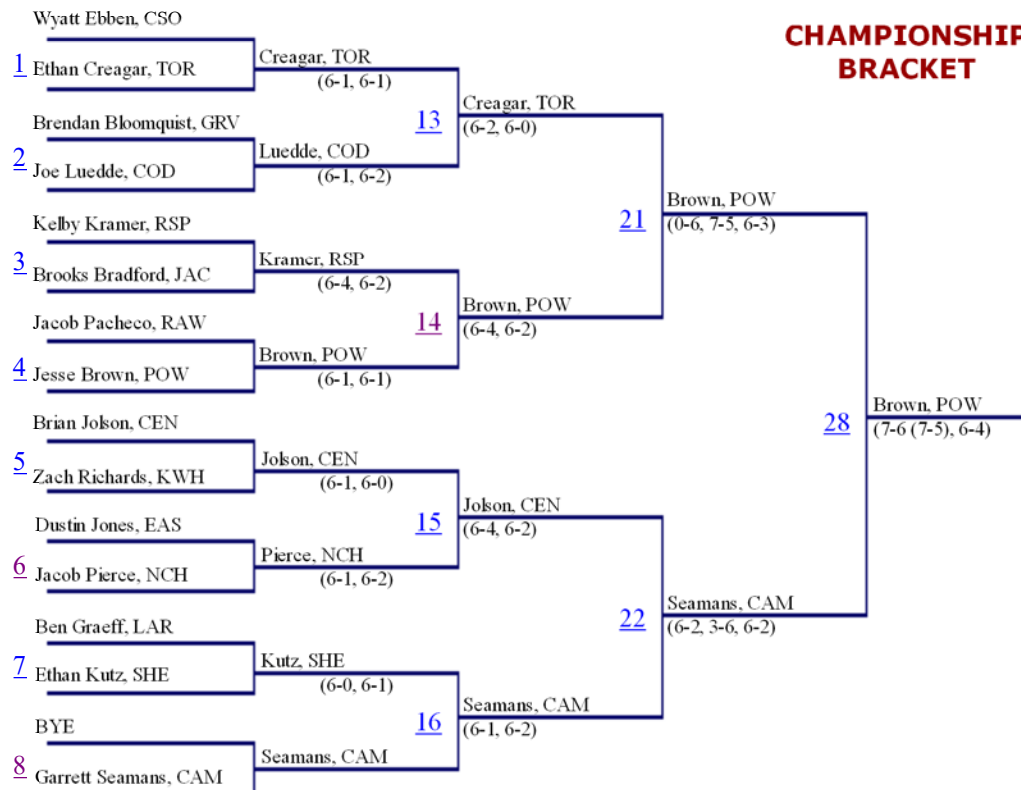 Wyatt Ebben, CSO
CHAMPIONSHIP
BRACKET
1
Ethan Creagar, TOR
Creagar, TOR
(6-1, 6-1)
Brendan Bloomquist, GRV
13
Creagar, TOR
(6-2, 6-0)
2
Joe Luedde, COD
Luedde, COD
(6-1, 6-2)
Kelby Kramer, RSP
21
Brown, POW
(0-6, 7-5, 6-3)
3
Brooks Bradford, JAC
Kramer, RSP
(6-4, 6-2)
Jacob Pacheco, RAW
14
Brown, POW
(6-4, 6-2)
4
Jesse Brown, POW
Brown, POW
(6-1, 6-1)
Brian Jolson, CEN
28
Brown, POW
(7-6 (7-5), 6-4)
5
Zach Richards, KWH
Jolson, CEN
(6-1, 6-0)
Dustin Jones, EAS
15
Jolson, CEN
(6-4, 6-2)
6
Jacob Pierce, NCH
Pierce, NCH
(6-1, 6-2)
Ben Graeff, LAR
22
Seamans, CAM
(6-2, 3-6, 6-2)
7
Ethan Kutz, SHE
Kutz, SHE
(6-0, 6-1)
BYE
16
Seamans, CAM
(6-1, 6-2)
8
Garrett Seamans, CAM
Seamans, CAM